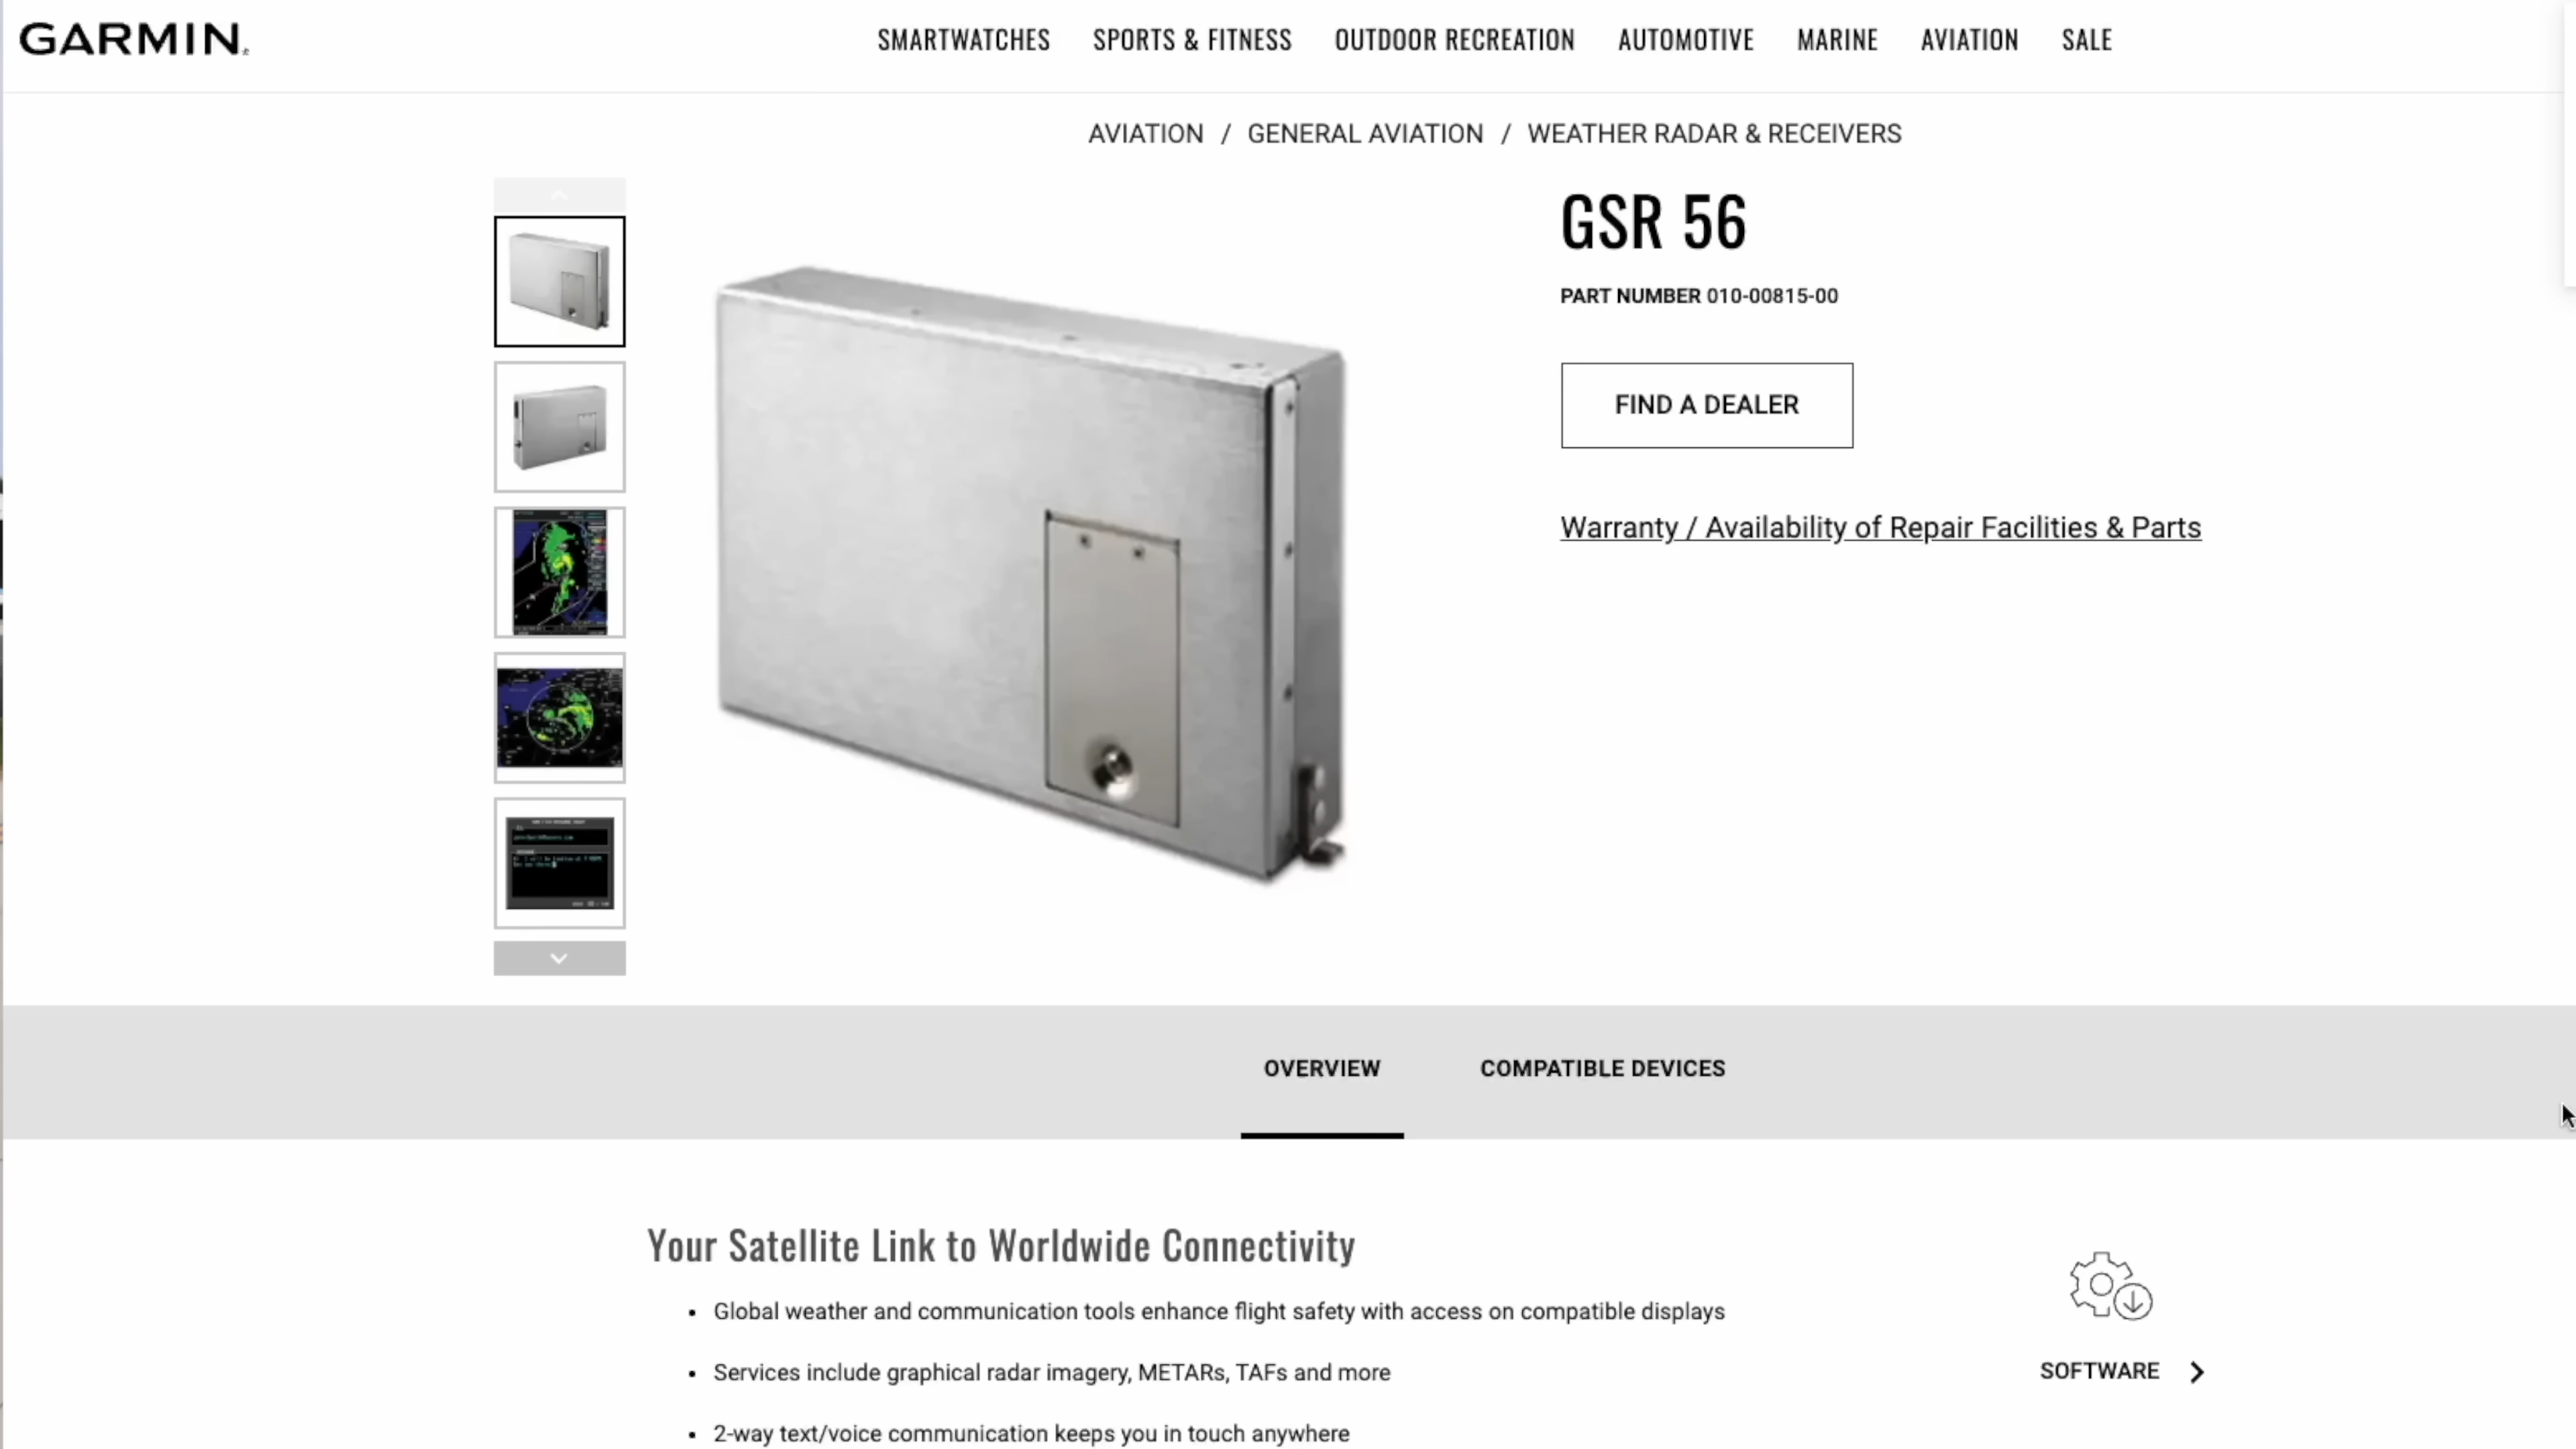 GARMIN
SMARTWATCHES SPORTS & FITNESS OUTDOOR RECREATION AUTOMOTIVE MARINE AVIATION SALE
AVIATION / GENERAL AVIATION / WEATHER RADAR & RECEIVERS
GSR 56
PART NUMBER 010-00815-00
FIND A DEALER
Warranty / Availability of Repair Facilities & Parts
OVERVIEW COMPATIBLE DEVICES
Your Satellite Link to Worldwide Connectivity
• Global weather and communication tools enhance flight safety with access on compatible displays
• Services include graphical radar imagery, METARs, TAFs and more
SOFTWARE
• 2-way text/voice communication keeps you in touch anywhere